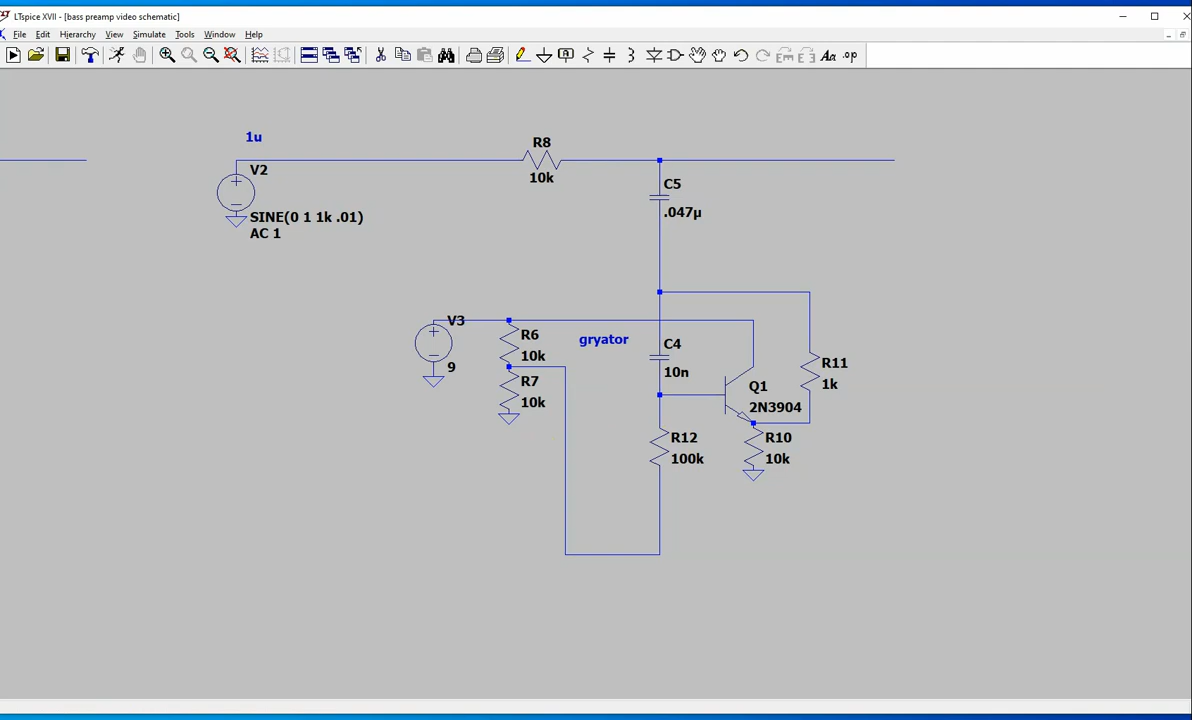 LTspice XVII - [bass preamp video schematic]
File Edit Hierarchy View Simulate Tools Window Help
1u
R8
10k
V2
SINE(0 1 1k .01)
AC 1
C5
.047µ
V3
9
R6
10k
R7
10k
gryator
C4
10n
R11
1k
Q1
2N3904
R12
100k
R10
10k
Aa .op